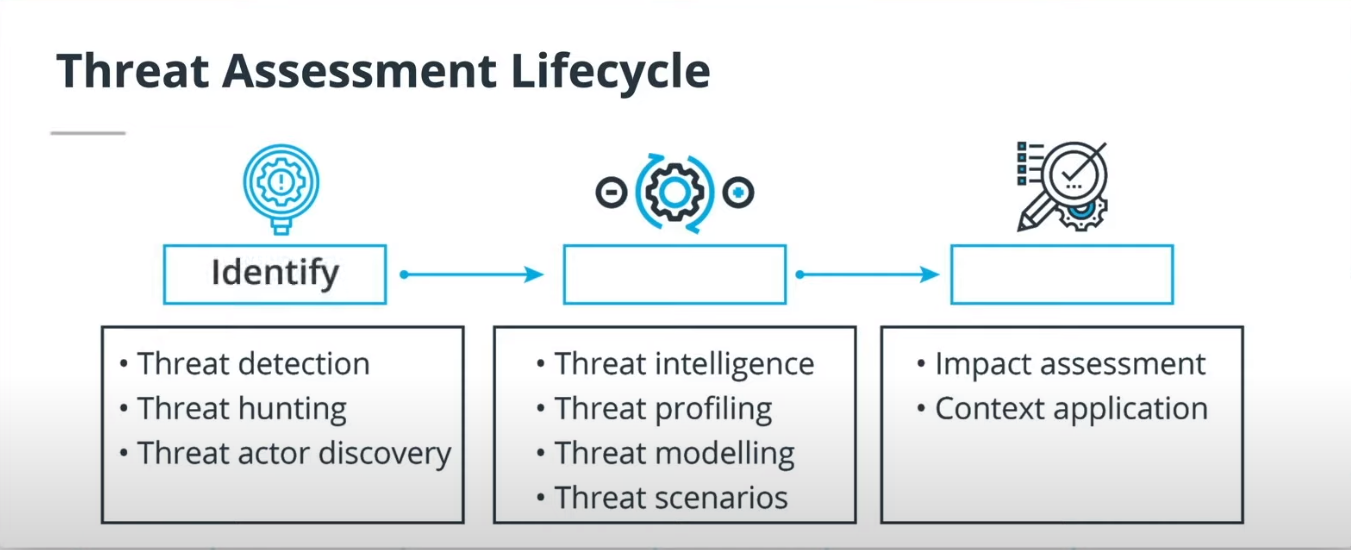 Threat Assessment Lifecycle
Identify
• Threat detection
• Threat hunting
• Threat actor discovery
• Threat intelligence
• Threat profiling
• Threat modelling
• Threat scenarios
• Impact assessment
• Context application